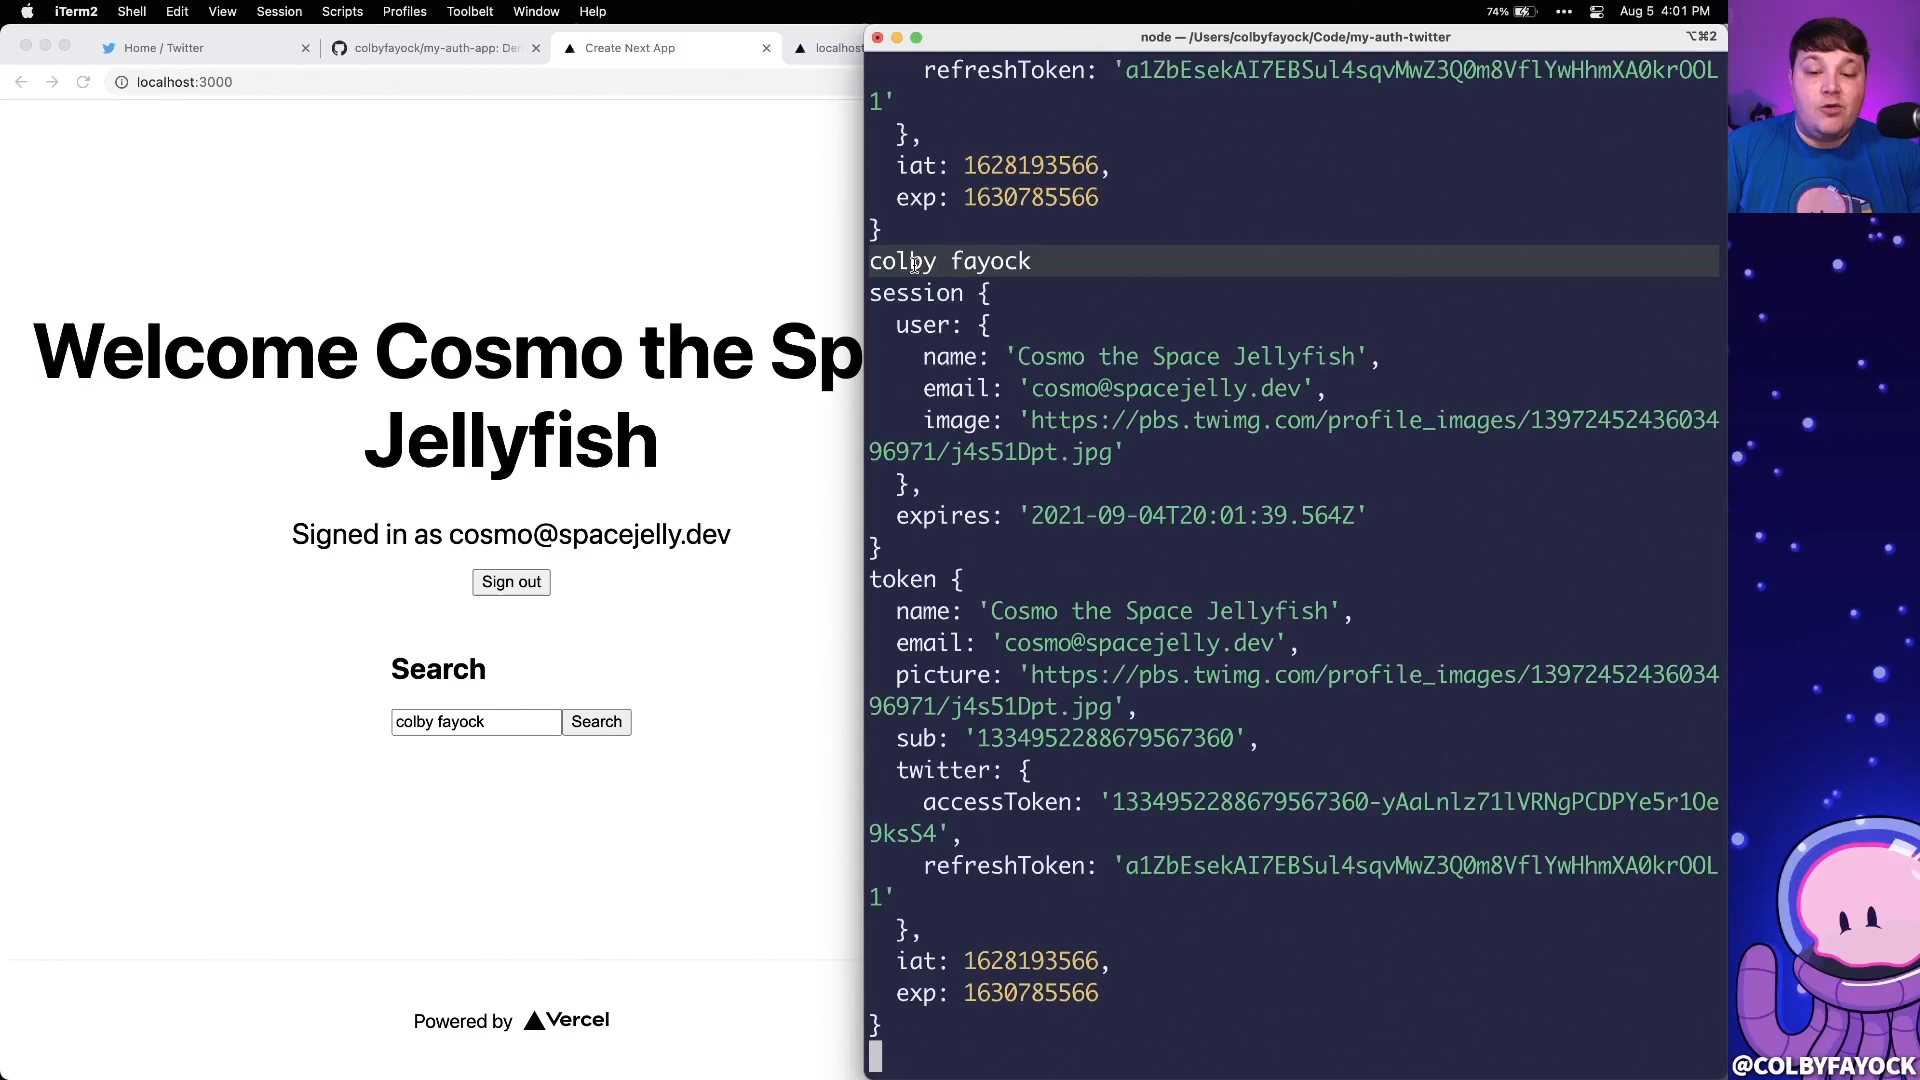 iTerm2 Shell Edit View Session Scripts Profiles Toolbelt Window Help
74% Aug 5 4:01 PM
Home / Twitter
colbyfayock/my-auth-app: Den
Create Next App
localhost
localhost:3000
Welcome Cosmo the Sp
Jellyfish
Signed in as cosmo@spacejelly.dev
Sign out
Search
colby fayock Search
Powered by Vercel
node — /Users/colbyfayock/Code/my-auth-twitter
⌥⌘2
refreshToken: 'a1ZbEsekAI7EBSul4sqvMwZ3Q0m8VflYwHhmXA0krOOL
1'
},
iat: 1628193566,
exp: 1630785566
}
colby fayock
session {
user: {
name: 'Cosmo the Space Jellyfish',
email: 'cosmo@spacejelly.dev',
image: 'https://pbs.twimg.com/profile_images/13972452436034
96971/j4s51Dpt.jpg'
},
expires: '2021-09-04T20:01:39.564Z'
}
token {
name: 'Cosmo the Space Jellyfish',
email: 'cosmo@spacejelly.dev',
picture: 'https://pbs.twimg.com/profile_images/13972452436034
96971/j4s51Dpt.jpg',
sub: '1334952288679567360',
twitter: {
accessToken: '1334952288679567360-yAaLnlz71lVRNgPCDPYe5r1Oe
9ksS4',
refreshToken: 'a1ZbEsekAI7EBSul4sqvMwZ3Q0m8VflYwHhmXA0krOOL
1'
},
iat: 1628193566,
exp: 1630785566
}
@COLBYFAYOCK